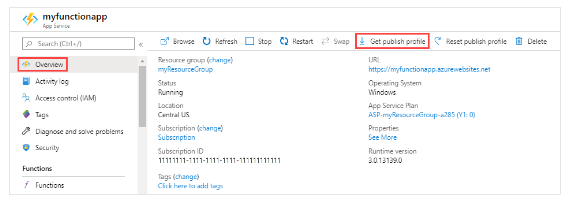 myfunctionapp
App Service
Search (Ctrl+/)
«
Browse
Refresh
Stop
Restart
Swap
Get publish profile
Reset publish profile
Delete
Overview
Activity log
Access control (IAM)
Tags
Diagnose and solve problems
Security
Functions
Functions
Resource group (change)
myResourceGroup
Status
Running
Location
Central US
Subscription (change)
Subscription
Subscription ID
11111111-1111-1111-1111-111111111111
Tags (change)
Click here to add tags
URL
https://myfunctionapp.azurewebsites.net
Operating System
Windows
App Service Plan
ASP-myResourceGroup-a285 (Y1: 0)
Properties
See More
Runtime version
3.0.13139.0